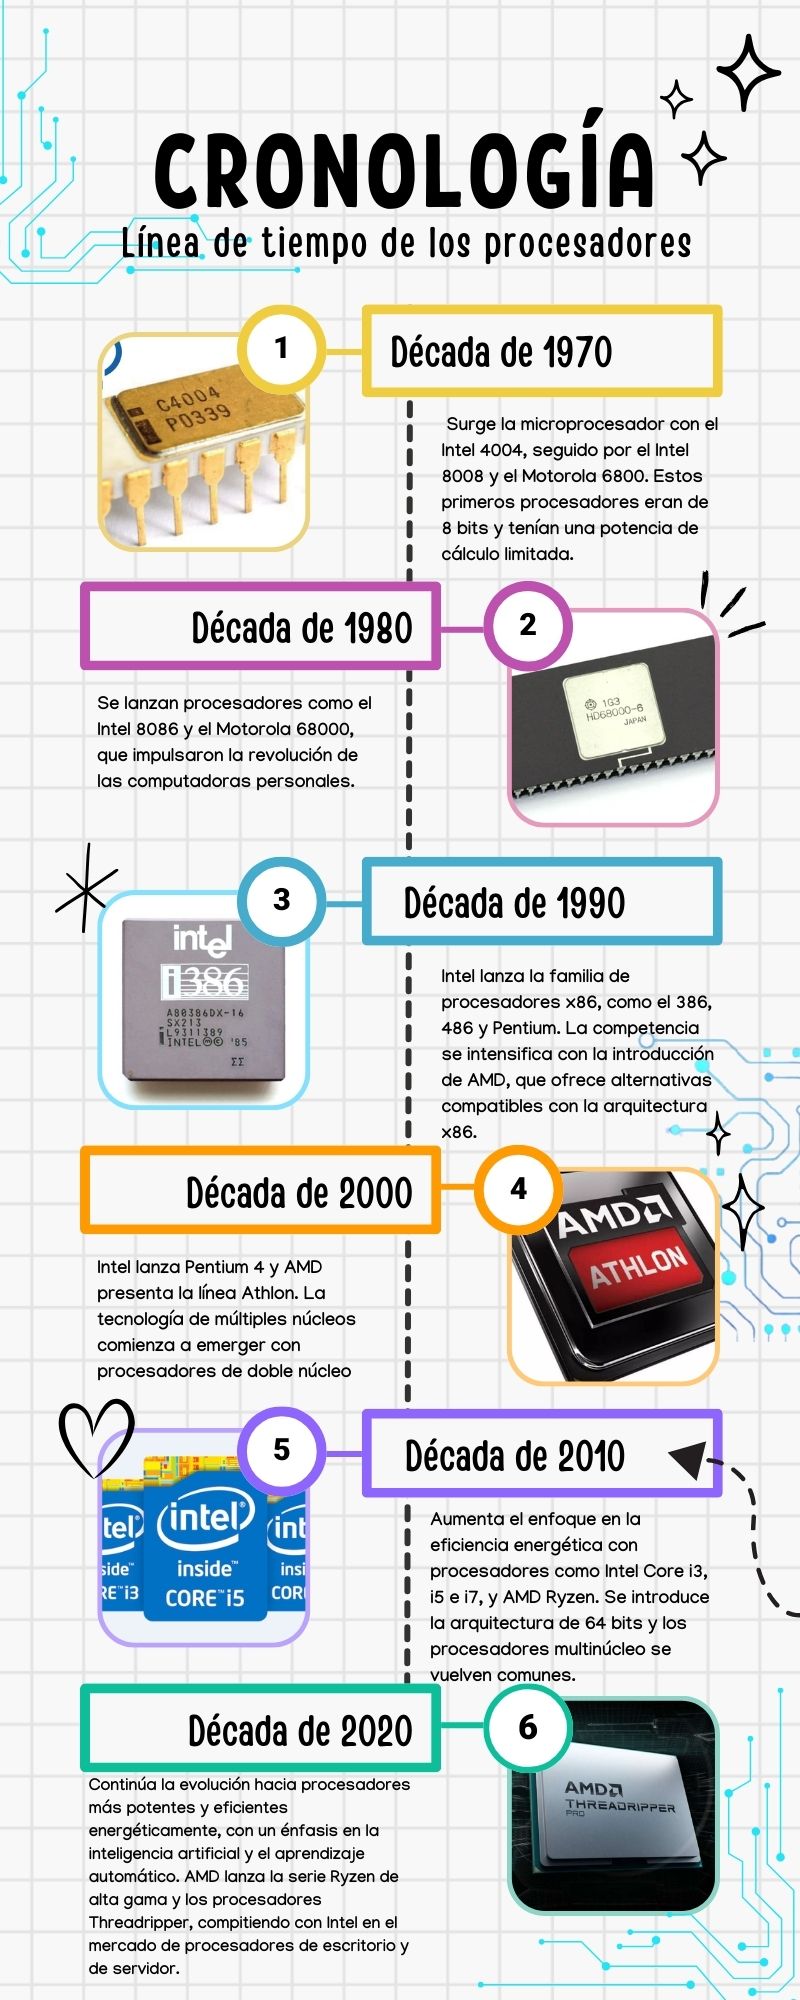 CRONOLOGÍA
Línea de tiempo de los procesadores
1
Década de 1970
C4004
P0339
Surge la microprocesador con el
Intel 4004, seguido por el Intel
8008 y el Motorola 6800. Estos
primeros procesadores eran de
8 bits y tenían una potencia de
cálculo limitada.
Década de 1980
2
1G3
HD68000-6
JAPAN
Se lanzan procesadores como el
Intel 8086 y el Motorola 68000,
que impulsaron la revolución de
las computadoras personales.
3
Década de 1990
intel
i386
A80386DX-16
SX213
L9311389
INTEL Ⓜ© '85
ΣΣ
Intel lanza la familia de
procesadores x86, como el 386,
486 y Pentium. La competencia
se intensifica con la introducción
de AMD, que ofrece alternativas
compatibles con la arquitectura
x86.
Década de 2000
4
AMD
ATHLON
Intel lanza Pentium 4 y AMD
presenta la línea Athlon. La
tecnología de múltiples núcleos
comienza a emerger con
procesadores de doble núcleo
5
Década de 2010
tel
intel
int
side™
inside™
insi
RE™i3
CORE™i5
COR
Aumenta el enfoque en la
eficiencia energética con
procesadores como Intel Core i3,
i5 e i7, y AMD Ryzen. Se introduce
la arquitectura de 64 bits y los
procesadores multinúcleo se
vuelven comunes.
Década de 2020
6
AMD
THREADRIPPER
PRO
Continúa la evolución hacia procesadores
más potentes y eficientes
energéticamente, con un énfasis en la
inteligencia artificial y el aprendizaje
automático. AMD lanza la serie Ryzen de
alta gama y los procesadores
Threadripper, compitiendo con Intel en el
mercado de procesadores de escritorio y
de servidor.